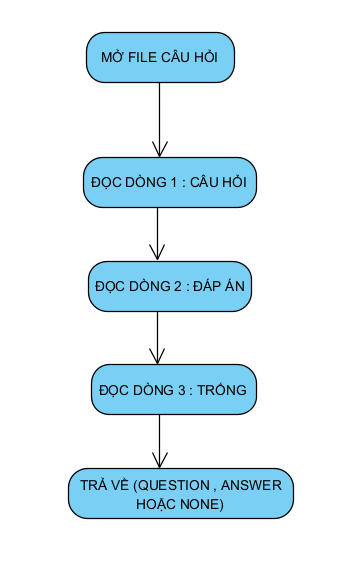 MỞ FILE CÂU HỎI
ĐỌC DÒNG 1 : CÂU HỎI
ĐỌC DÒNG 2 : ĐÁP ÁN
ĐỌC DÒNG 3 : TRỐNG
TRẢ VỀ (QUESTION , ANSWER
HOẶC NONE)